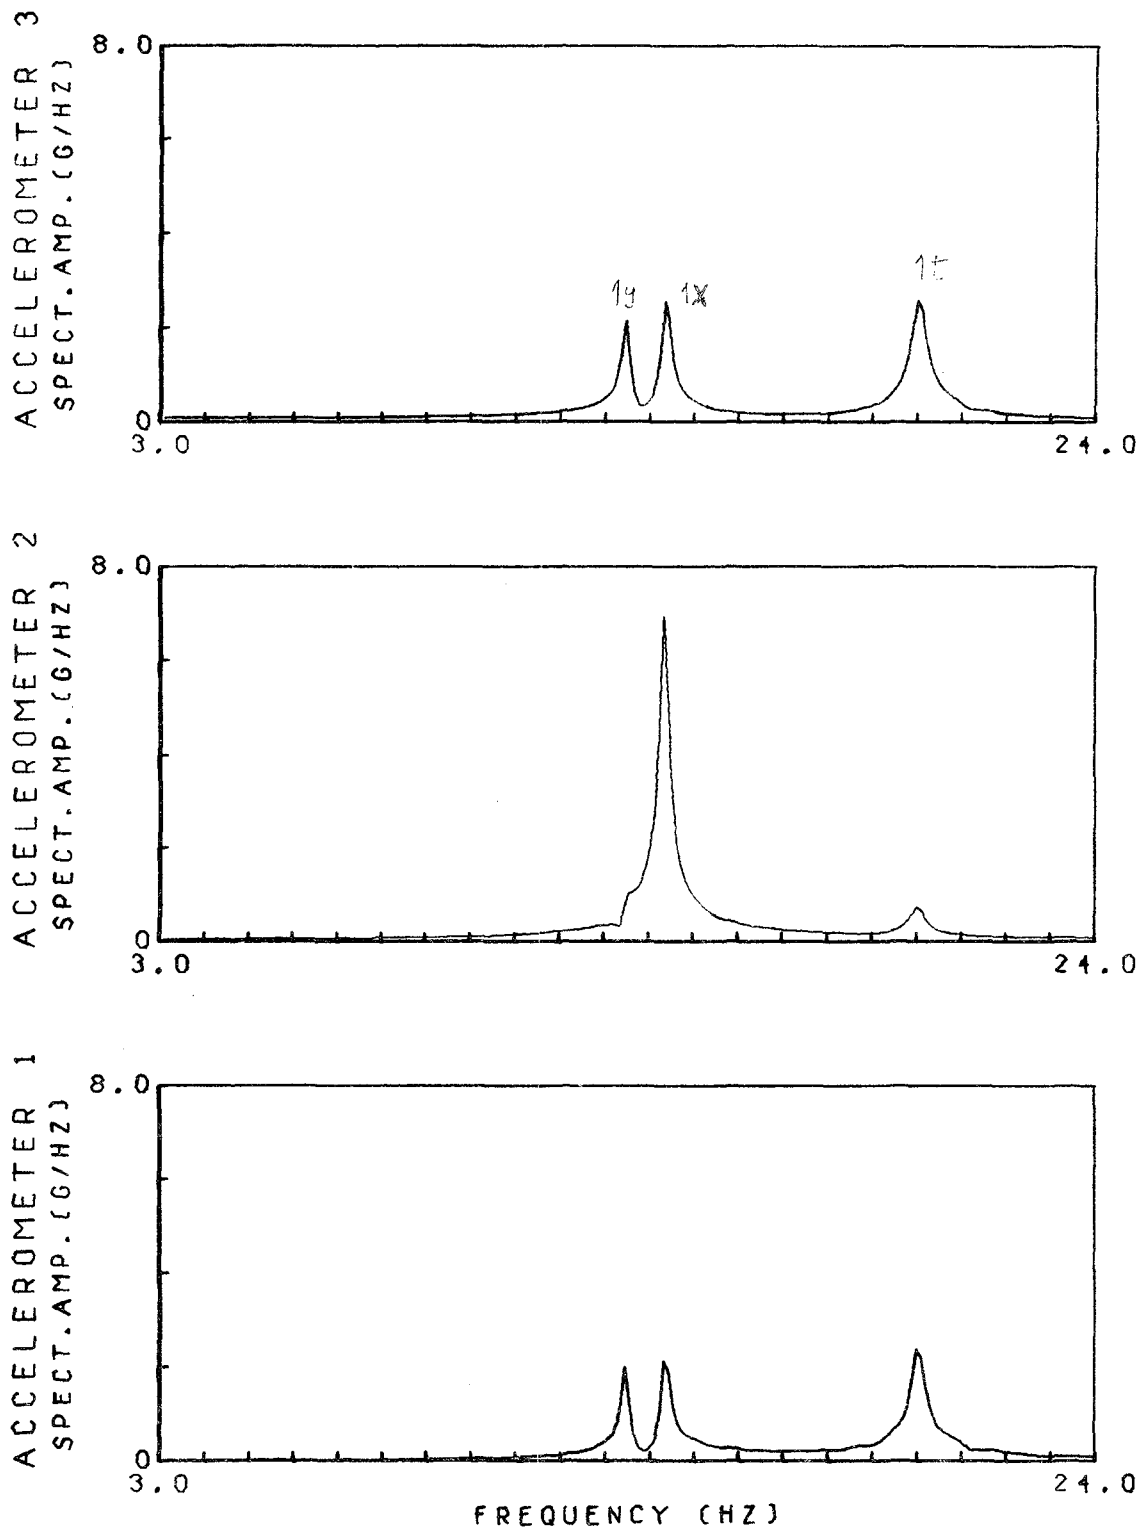 ACCELEROMETER 3
SPECT.AMP.(G/HZ)
8.0
1y 1x 1t
0
3.0 24.0
ACCELEROMETER 2
SPECT.AMP.(G/HZ)
8.0
0
3.0 24.0
ACCELEROMETER 1
SPECT.AMP.(G/HZ)
8.0
0
3.0 24.0
FREQUENCY (HZ)